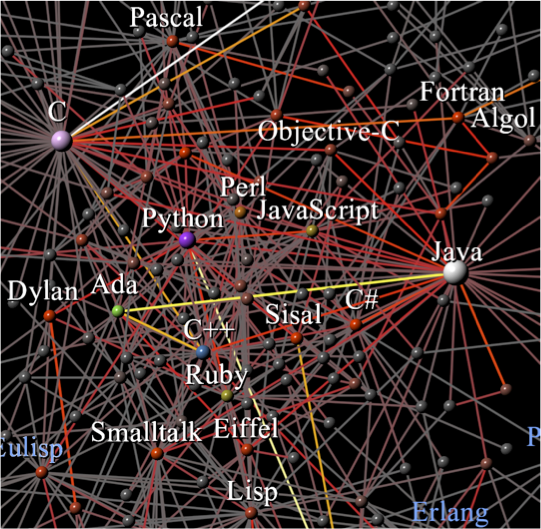 Pascal
C
Fortran
Algol
Objective-C
Perl
JavaScript
Python
Java
Dylan
Ada
C#
Sisal
C++
Ruby
Smalltalk
Eiffel
Eulisp
Lisp
Erlang
P